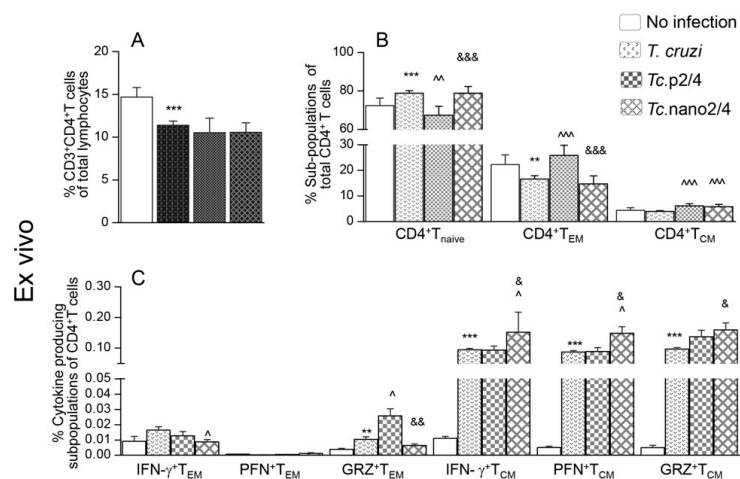 No infection
T. cruzi
Tc.p2/4
Tc.nano2/4
Ex vivo
A
% CD3⁺CD4⁺T cells
of total lymphocytes
20
15
10
5
0
***
B
% Sub-populations of
total CD4⁺ T cells
100
80
60
30
20
10
0
*** ^^ &&&
** ^^^ &&&
^^^ ^^^
CD4⁺Tnaive CD4⁺TEM CD4⁺TCM
C
% Cytokine producing
subpopulations of CD4⁺T cells
0.30
0.20
0.10
0.05
0.04
0.03
0.02
0.01
0.00
^
** ^ &&
*** & ^
*** & ^
*** &
IFN-γ⁺TEM PFN⁺TEM GRZ⁺TEM IFN- γ⁺TCM PFN⁺TCM GRZ⁺TCM